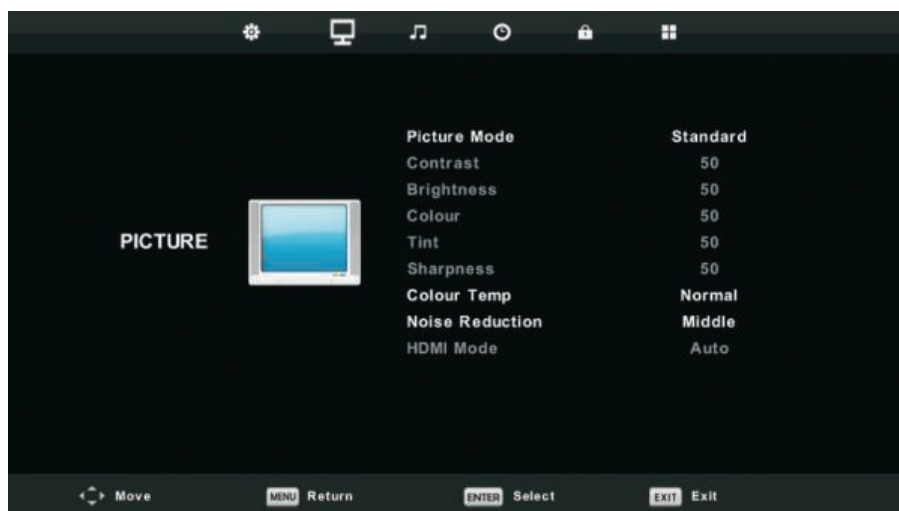 Picture Mode Standard
Contrast 50
Brightness 50
Colour 50
PICTURE
Tint 50
Sharpness 50
Colour Temp Normal
Noise Reduction Middle
HDMI Mode Auto
Move MENU Return ENTER Select EXIT Exit